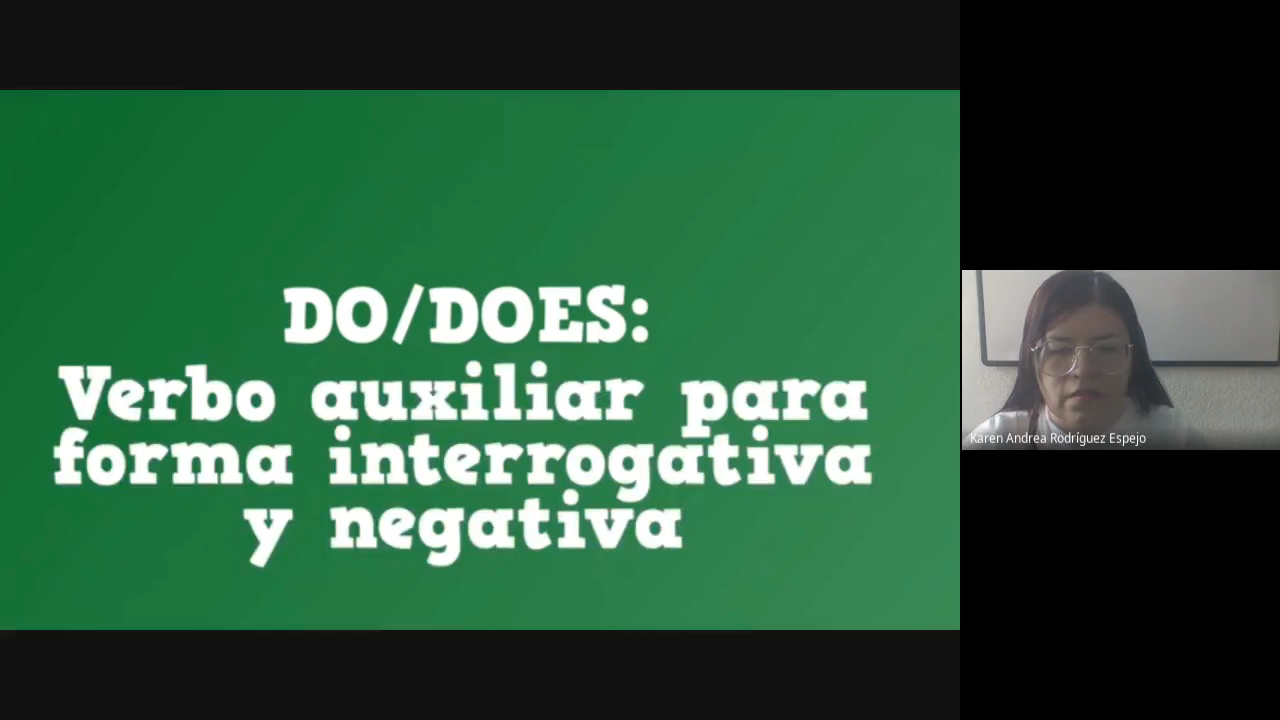 DO/DOES:
Verbo auxiliar para
forma interrogativa
y negativa
Karen Andrea Rodríguez Espejo